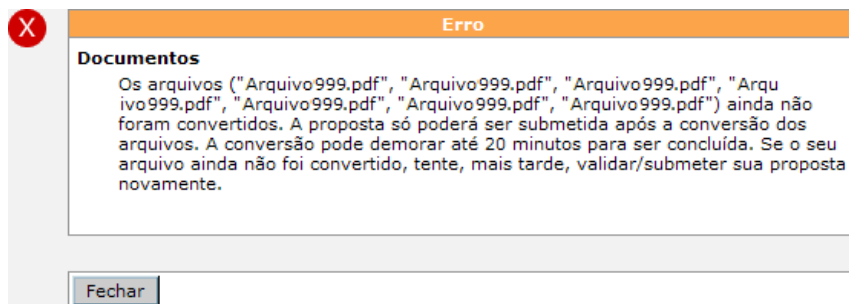 X
Erro
Documentos
Os arquivos ("Arquivo999.pdf", "Arquivo999.pdf", "Arquivo999.pdf", "Arqu
ivo999.pdf", "Arquivo999.pdf", "Arquivo999.pdf", "Arquivo999.pdf") ainda não
foram convertidos. A proposta só poderá ser submetida após a conversão dos
arquivos. A conversão pode demorar até 20 minutos para ser concluída. Se o seu
arquivo ainda não foi convertido, tente, mais tarde, validar/submeter sua proposta
novamente.
Fechar